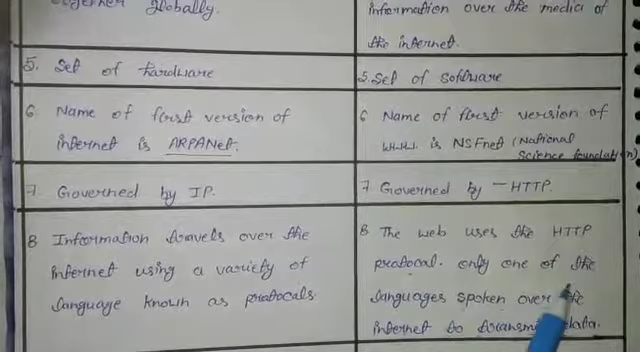 together globally.
information over the media of
the internet.
5. Set of hardware
5. Set of software
6. Name of first version of
internet is ARPANet.
6 Name of first version of
W.W.W. is NSFnet (National
Science foundation)
7. Governed by IP.
7 Governed by – HTTP.
8 Information travels over the
internet using a variety of
language known as protocals.
8 The web uses the HTTP
protocal. only one of the
languages spoken over the
internet to transmit data.